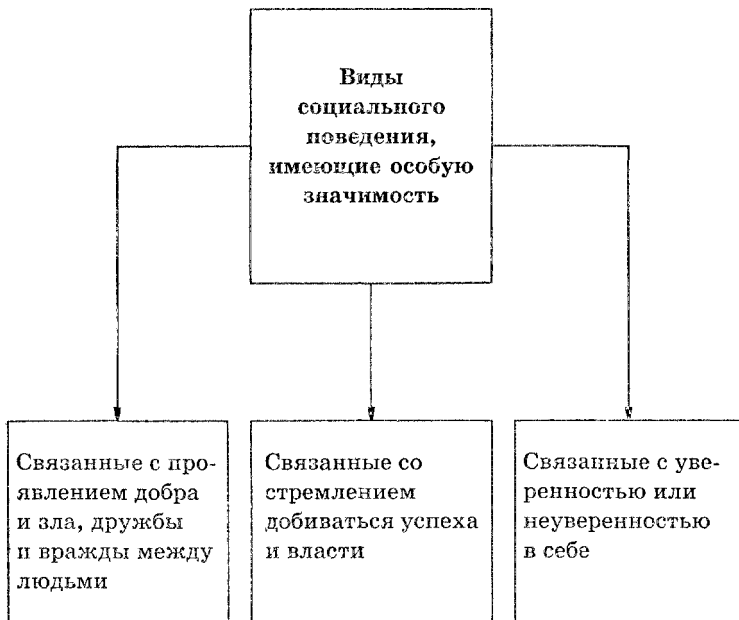 Виды
социального
поведения,
имеющие особую
значимость
Связанные с про-
явлением добра
и зла, дружбы
и вражды между
людьми
Связанные со
стремлением
добиваться успеха
и власти
Связанные с уве-
ренностью или
неуверенностью
в себе